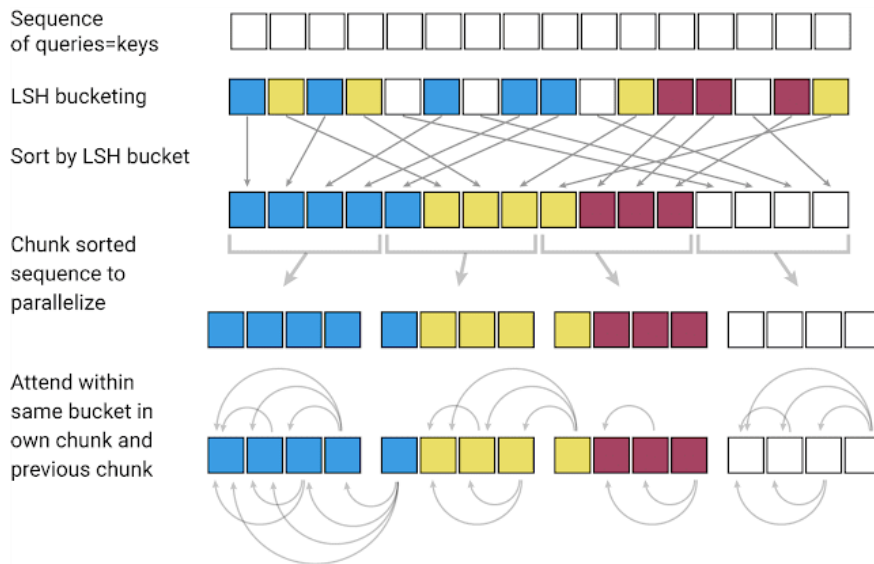 Sequence
of queries=keys
LSH bucketing
Sort by LSH bucket
Chunk sorted
sequence to
parallelize
Attend within
same bucket in
own chunk and
previous chunk